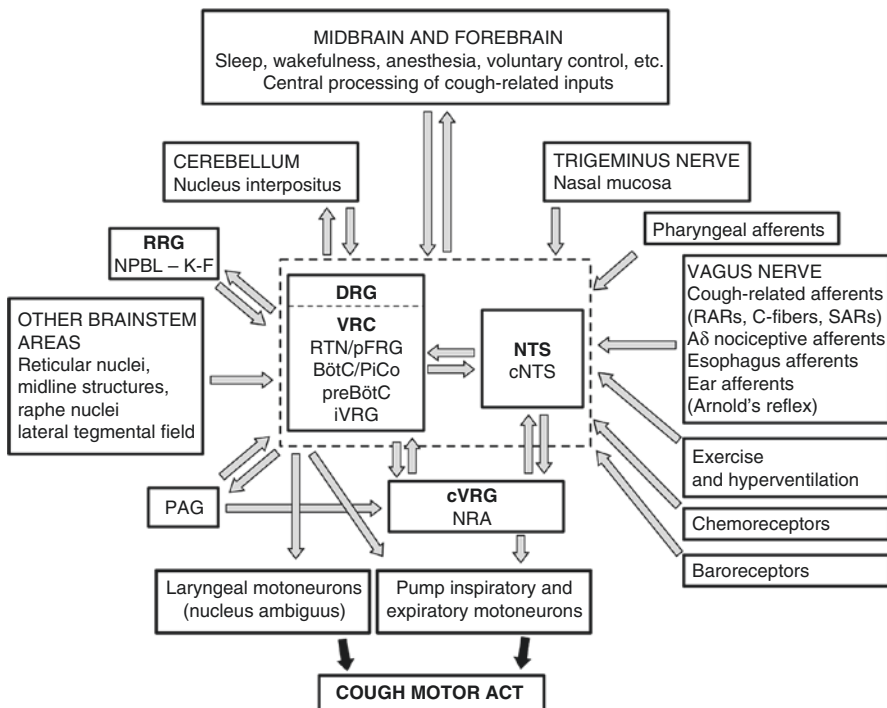 MIDBRAIN AND FOREBRAIN
Sleep, wakefulness, anesthesia, voluntary control, etc.
Central processing of cough-related inputs
CEREBELLUM
Nucleus interpositus
TRIGEMINUS NERVE
Nasal mucosa
RRG
NPBL – K-F
Pharyngeal afferents
OTHER BRAINSTEM
AREAS
Reticular nuclei,
midline structures,
raphe nuclei
lateral tegmental field
DRG
VRC
RTN/pFRG
BötC/PiCo
preBötC
iVRG
NTS
cNTS
VAGUS NERVE
Cough-related afferents
(RARs, C-fibers, SARs)
Aδ nociceptive afferents
Esophagus afferents
Ear afferents
(Arnold's reflex)
Exercise
and hyperventilation
PAG
cVRG
NRA
Chemoreceptors
Baroreceptors
Laryngeal motoneurons
(nucleus ambiguus)
Pump inspiratory and
expiratory motoneurons
COUGH MOTOR ACT